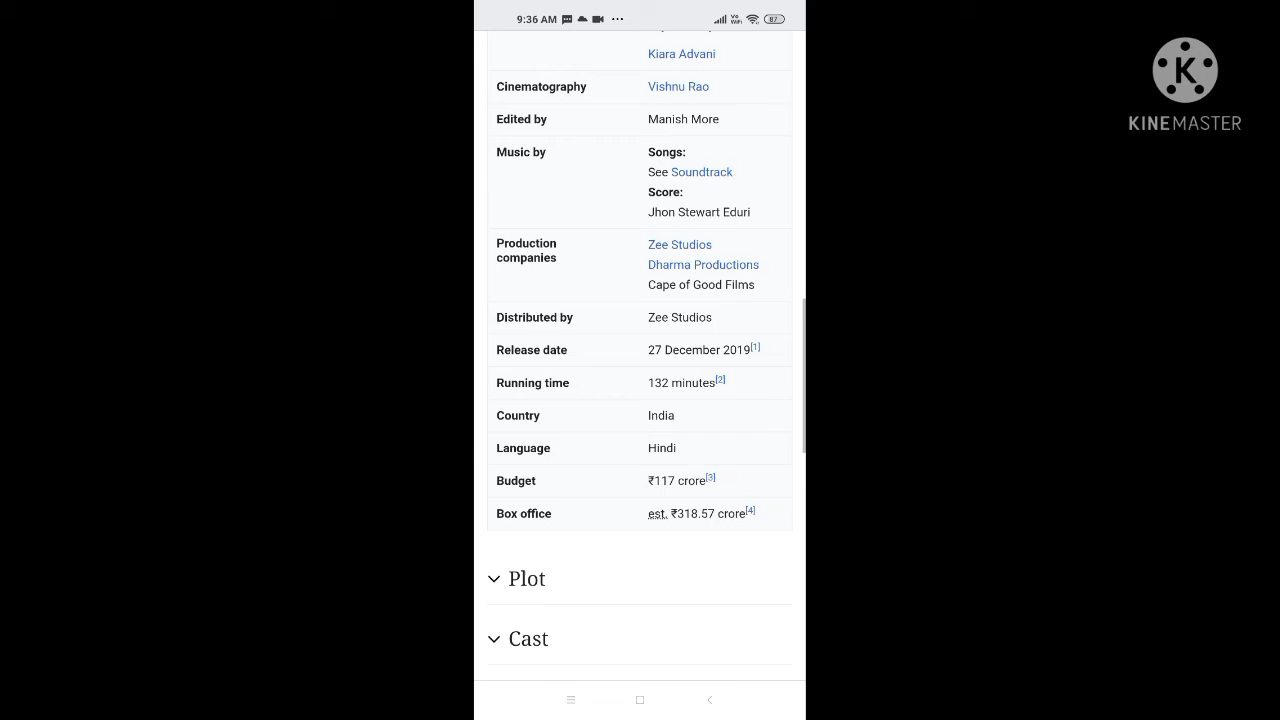 9:36 AM
Vo
WiFi
87
Kiara Advani
Cinematography Vishnu Rao
Edited by Manish More
Music by Songs:
See Soundtrack
Score:
Jhon Stewart Eduri
Production companies
Zee Studios
Dharma Productions
Cape of Good Films
Distributed by Zee Studios
Release date 27 December 2019[1]
Running time 132 minutes[2]
Country India
Language Hindi
Budget ₹117 crore[3]
Box office est. ₹318.57 crore[4]
Plot
Cast
K
KINEMASTER